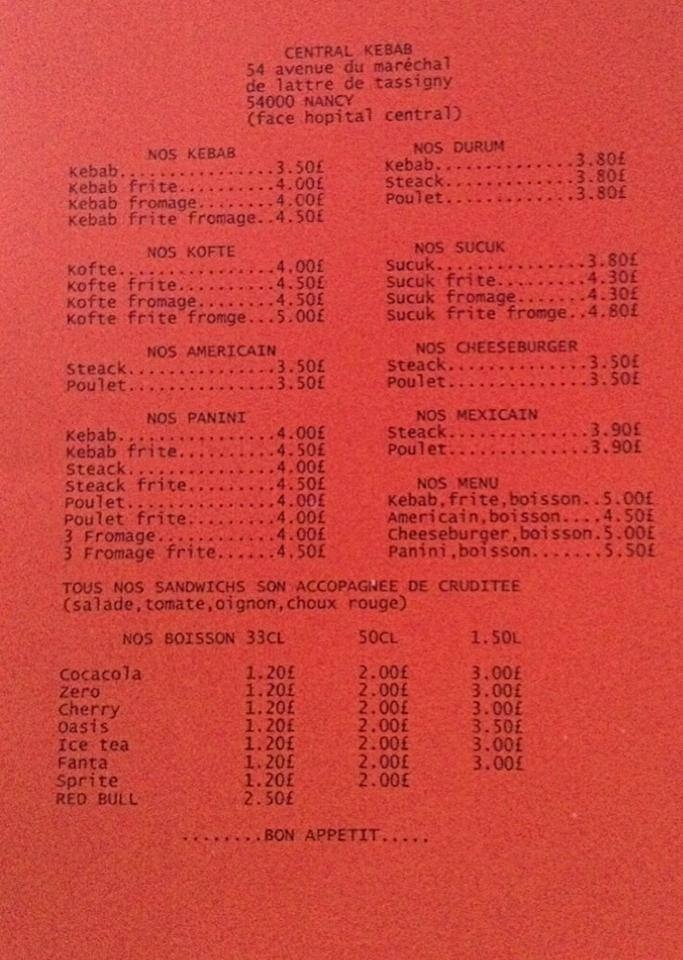 CENTRAL KEBAB
54 avenue du maréchal
de lattre de tassigny
54000 NANCY
(face hopital central)
NOS KEBAB
Kebab................3.50£
Kebab frite..........4.00£
Kebab fromage........4.00£
Kebab frite fromage..4.50£
NOS DURUM
Kebab..............3.80£
Steack.............3.80£
Poulet.............3.80£
NOS KOFTE
Kofte................4.00£
Kofte frite..........4.50£
Kofte fromage........4.50£
Kofte frite fromge...5.00£
NOS SUCUK
Sucuk...............3.80£
Sucuk frite.........4.30£
Sucuk fromage.......4.30£
Sucuk frite fromge..4.80£
NOS AMERICAIN
Steack...............3.50£
Poulet...............3.50£
NOS CHEESEBURGER
Steack..............3.50£
Poulet..............3.50£
NOS PANINI
Kebab................4.00£
Kebab frite..........4.50£
Steack...............4.00£
Steack frite.........4.50£
Poulet...............4.00£
Poulet frite.........4.00£
3 Fromage............4.00£
3 Fromage frite......4.50£
NOS MEXICAIN
Steack..............3.90£
Poulet..............3.90£
NOS MENU
Kebab,frite,boisson..5.00£
Americain,boisson....4.50£
Cheeseburger,boisson.5.00£
Panini,boisson.......5.50£
TOUS NOS SANDWICHS SON ACCOPAGNEE DE CRUDITEE
(salade,tomate,oignon,choux rouge)
NOS BOISSON 33CL 50CL 1.50L
Cocacola 1.20£ 2.00£ 3.00£
Zero 1.20£ 2.00£ 3.00£
Cherry 1.20£ 2.00£ 3.00£
Oasis 1.20£ 2.00£ 3.50£
Ice tea 1.20£ 2.00£ 3.00£
Fanta 1.20£ 2.00£ 3.00£
Sprite 1.20£ 2.00£
RED BULL 2.50£
........BON APPETIT.....